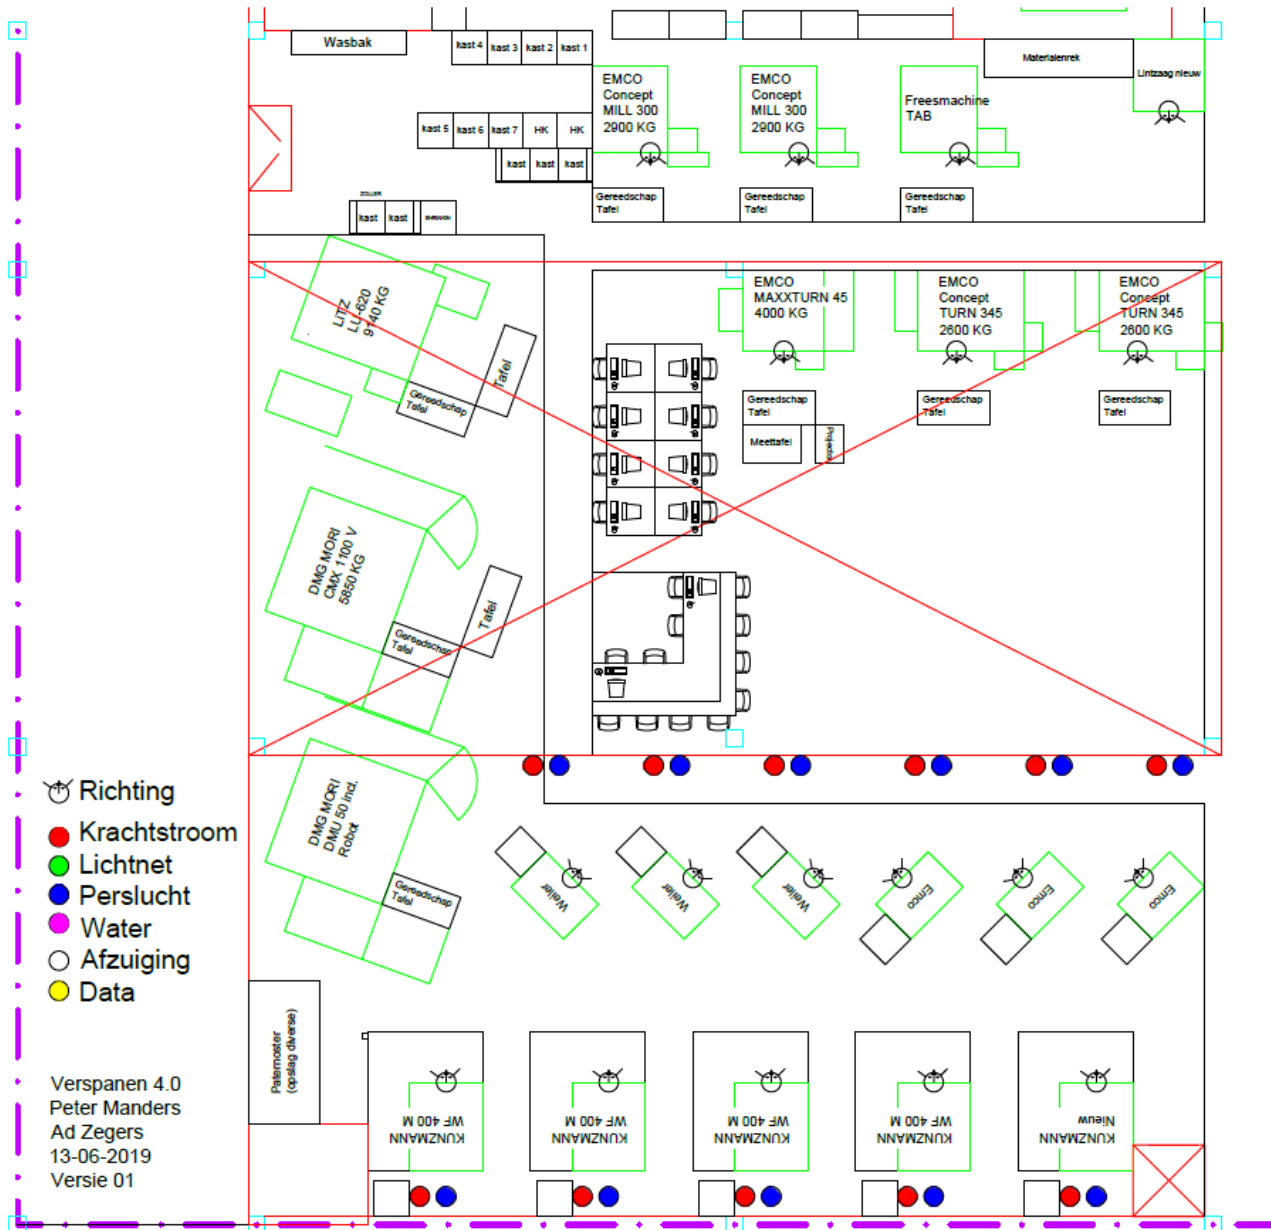 Wasbak
kast 4
kast 3
kast 2
kast 1
EMCO
Concept
MILL 300
2900 KG
EMCO
Concept
MILL 300
2900 KG
Freesmachine
TAB
Materialenrek
Lintzaag nieuw
kast 5
kast 6
kast 7
HK
HK
kast
kast
kast
Gereedschap
Tafel
Gereedschap
Tafel
Gereedschap
Tafel
ZOLLER
kast
kast
LITZ
LU-620
9140 KG
Tafel
Gereedschap
Tafel
EMCO
MAXXTURN 45
4000 KG
EMCO
Concept
TURN 345
2600 KG
EMCO
Concept
TURN 345
2600 KG
Gereedschap
Tafel
Gereedschap
Tafel
Gereedschap
Tafel
Meettafel
Projector
DMG MORI
CMX 1100 V
5850 KG
Tafel
Gereedschap
Tafel
DMG MORI
DMU 50 ind.
Robot
Gereedschap
Tafel
Richting
Krachtstroom
Lichtnet
Perslucht
Water
Afzuiging
Data
Weiler
Weiler
Weiler
Emco
Emco
Emco
Paternoster
(opslag diverse)
KUNZMANN
WF 400 M
KUNZMANN
WF 400 M
KUNZMANN
WF 400 M
KUNZMANN
WF 400 M
KUNZMANN
Nieuw
Verspanen 4.0
Peter Manders
Ad Zegers
13-06-2019
Versie 01